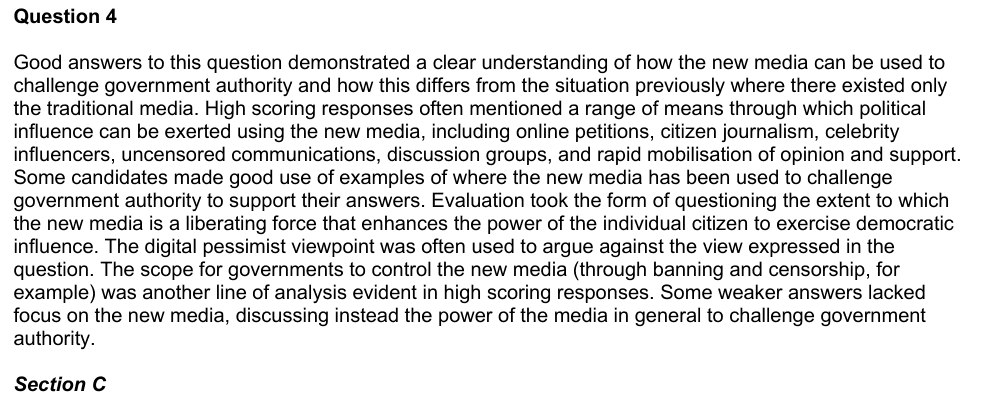 Question 4
Good answers to this question demonstrated a clear understanding of how the new media can be used to
challenge government authority and how this differs from the situation previously where there existed only
the traditional media. High scoring responses often mentioned a range of means through which political
influence can be exerted using the new media, including online petitions, citizen journalism, celebrity
influencers, uncensored communications, discussion groups, and rapid mobilisation of opinion and support.
Some candidates made good use of examples of where the new media has been used to challenge
government authority to support their answers. Evaluation took the form of questioning the extent to which
the new media is a liberating force that enhances the power of the individual citizen to exercise democratic
influence. The digital pessimist viewpoint was often used to argue against the view expressed in the
question. The scope for governments to control the new media (through banning and censorship, for
example) was another line of analysis evident in high scoring responses. Some weaker answers lacked
focus on the new media, discussing instead the power of the media in general to challenge government
authority.
Section C